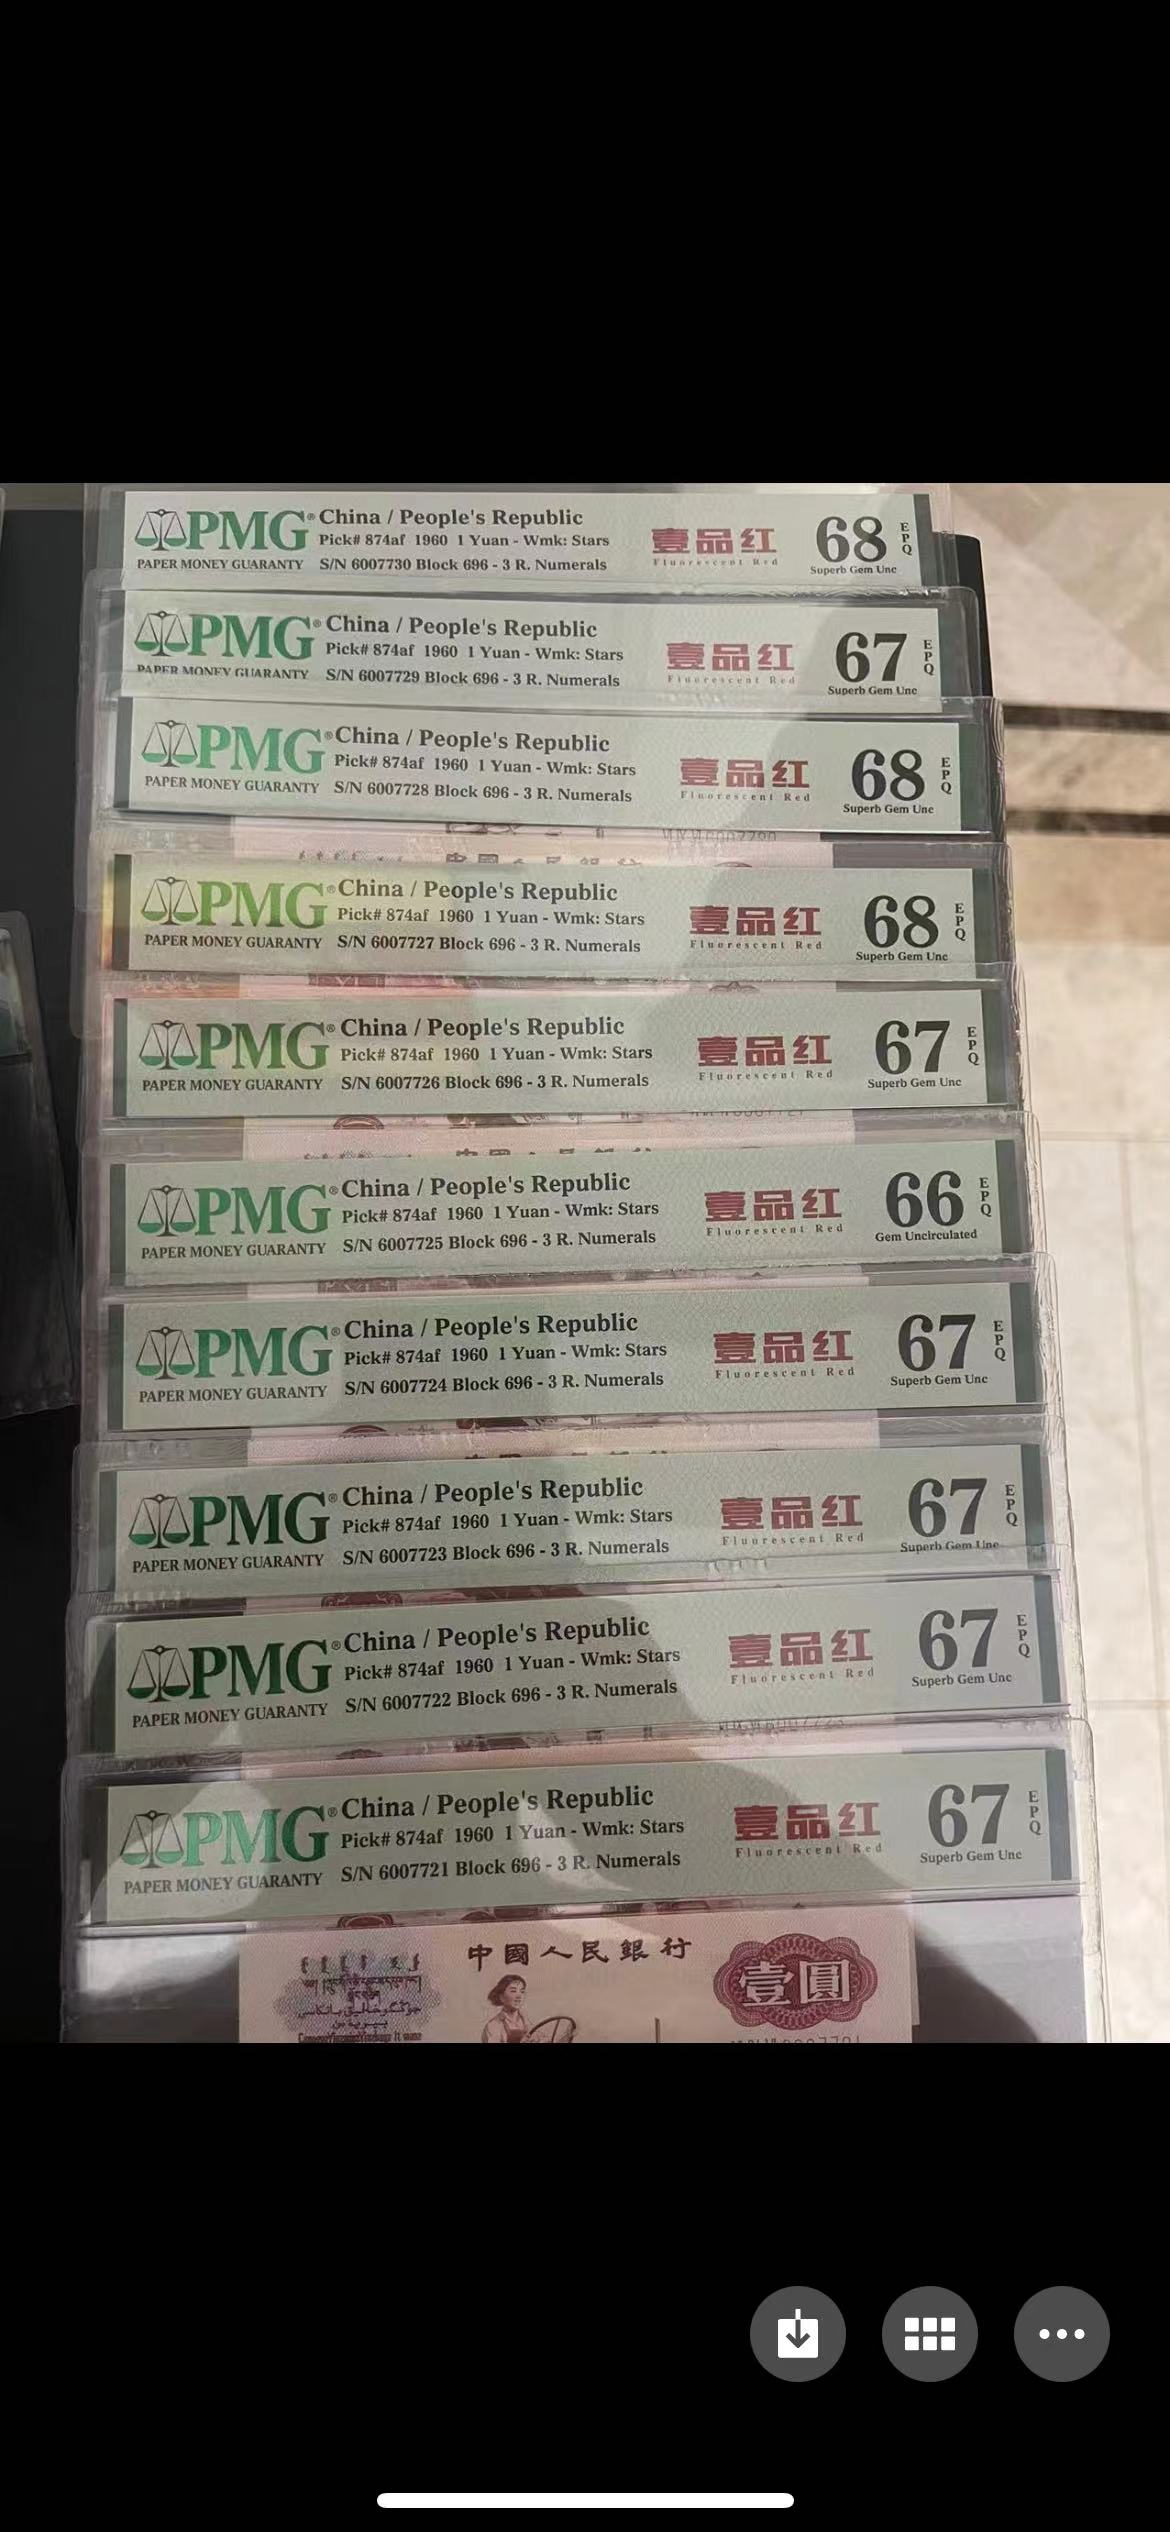 PMG® China / People's Republic
Pick# 874af 1960 1 Yuan - Wmk: Stars
PAPER MONEY GUARANTY S/N 6007730 Block 696 - 3 R. Numerals
壹品红
Fluorescent Red
68 EPQ
Superb Gem Unc
PMG® China / People's Republic
Pick# 874af 1960 1 Yuan - Wmk: Stars
PAPER MONEY GUARANTY S/N 6007729 Block 696 - 3 R. Numerals
壹品红
Fluorescent Red
67 EPQ
Superb Gem Unc
PMG® China / People's Republic
Pick# 874af 1960 1 Yuan - Wmk: Stars
PAPER MONEY GUARANTY S/N 6007728 Block 696 - 3 R. Numerals
壹品红
Fluorescent Red
68 EPQ
Superb Gem Unc
PMG® China / People's Republic
Pick# 874af 1960 1 Yuan - Wmk: Stars
PAPER MONEY GUARANTY S/N 6007727 Block 696 - 3 R. Numerals
壹品红
Fluorescent Red
68 EPQ
Superb Gem Unc
PMG® China / People's Republic
Pick# 874af 1960 1 Yuan - Wmk: Stars
PAPER MONEY GUARANTY S/N 6007726 Block 696 - 3 R. Numerals
壹品红
Fluorescent Red
67 EPQ
Superb Gem Unc
PMG® China / People's Republic
Pick# 874af 1960 1 Yuan - Wmk: Stars
PAPER MONEY GUARANTY S/N 6007725 Block 696 - 3 R. Numerals
壹品红
Fluorescent Red
66 EPQ
Gem Uncirculated
PMG® China / People's Republic
Pick# 874af 1960 1 Yuan - Wmk: Stars
PAPER MONEY GUARANTY S/N 6007724 Block 696 - 3 R. Numerals
壹品红
Fluorescent Red
67 EPQ
Superb Gem Unc
PMG® China / People's Republic
Pick# 874af 1960 1 Yuan - Wmk: Stars
PAPER MONEY GUARANTY S/N 6007723 Block 696 - 3 R. Numerals
壹品红
Fluorescent Red
67 EPQ
Superb Gem Unc
PMG® China / People's Republic
Pick# 874af 1960 1 Yuan - Wmk: Stars
PAPER MONEY GUARANTY S/N 6007722 Block 696 - 3 R. Numerals
壹品红
Fluorescent Red
67 EPQ
Superb Gem Unc
PMG® China / People's Republic
Pick# 874af 1960 1 Yuan - Wmk: Stars
PAPER MONEY GUARANTY S/N 6007721 Block 696 - 3 R. Numerals
壹品红
Fluorescent Red
67 EPQ
Superb Gem Unc
中國人民銀行
壹圓